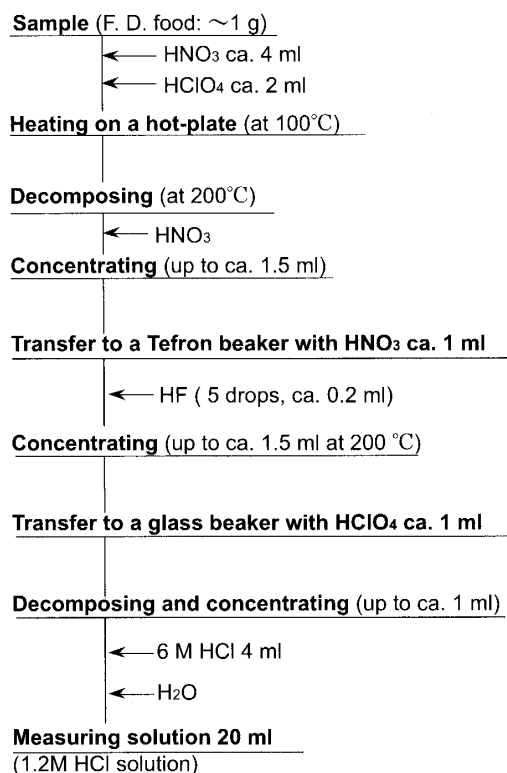 Sample (F. D. food: ～1 g)
HNO₃ ca. 4 ml
HClO₄ ca. 2 ml
Heating on a hot-plate (at 100℃)
Decomposing (at 200℃)
HNO₃
Concentrating (up to ca. 1.5 ml)
Transfer to a Tefron beaker with HNO₃ ca. 1 ml
HF ( 5 drops, ca. 0.2 ml)
Concentrating (up to ca. 1.5 ml at 200 ℃)
Transfer to a glass beaker with HClO₄ ca. 1 ml
Decomposing and concentrating (up to ca. 1 ml)
6 M HCl 4 ml
H₂O
Measuring solution 20 ml
(1.2M HCl solution)